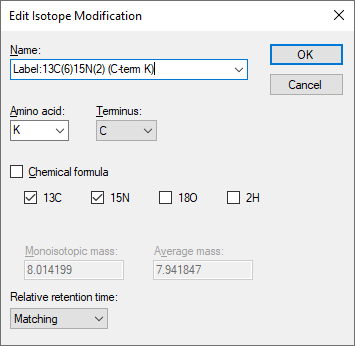 Edit Isotope Modification
Name:
Label:13C(6)15N(2) (C-term K)
OK
Cancel
Amino acid:
Terminus:
K
C
Chemical formula
13C
15N
18O
2H
Monoisotopic mass:
Average mass:
8.014199
7.941847
Relative retention time:
Matching